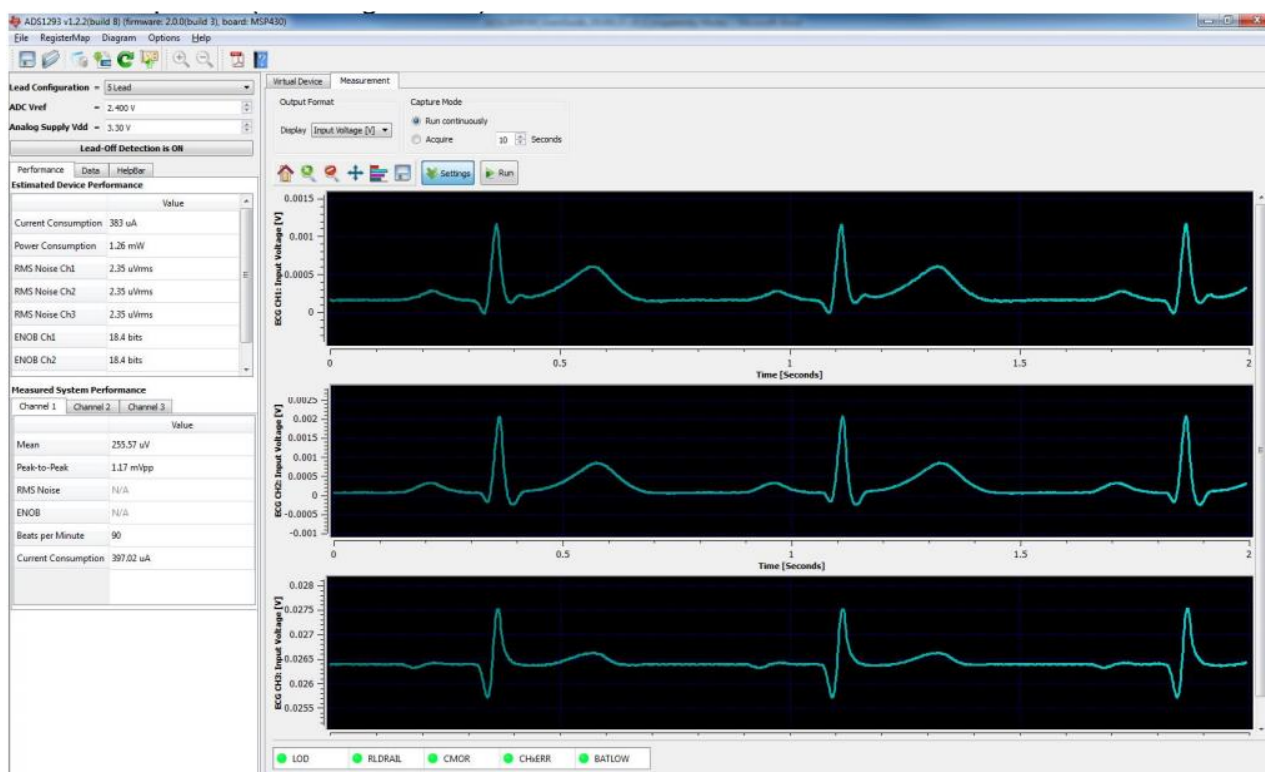 ADS1293 v1.2.2(build 8) (firmware: 2.0.0(build 3), board: MSP430)
File RegisterMap Diagram Options Help
Lead Configuration = 5 Lead
ADC Vref = 2.400 V
Analog Supply Vdd = 3.30 V
Lead-Off Detection is ON
Performance Data HelpBar
Estimated Device Performance
Value
Current Consumption 383 uA
Power Consumption 1.26 mW
RMS Noise Ch1 2.35 uVrms
RMS Noise Ch2 2.35 uVrms
RMS Noise Ch3 2.35 uVrms
ENOB Ch1 18.4 bits
ENOB Ch2 18.4 bits
Measured System Performance
Channel 1 Channel 2 Channel 3
Value
Mean 255.57 uV
Peak-to-Peak 1.17 mVpp
RMS Noise N/A
ENOB N/A
Beats per Minute 90
Current Consumption 397.02 uA
Virtual Device Measurement
Output Format Capture Mode
Display Input Voltage [V] Run continuously
Acquire 10 Seconds
Settings Run
ECG CH1: Input Voltage [V]
0.0015
0.001
0.0005
0
0 0.5 1 1.5 2
Time [Seconds]
ECG CH2: Input Voltage [V]
0.0025
0.002
0.0015
0.001
0.0005
0
-0.0005
-0.001
0 0.5 1 1.5 2
Time [Seconds]
ECG CH3: Input Voltage [V]
0.028
0.0275
0.027
0.0265
0.026
0.0255
LOD RLDRAIL CMOR CHxERR BATLOW